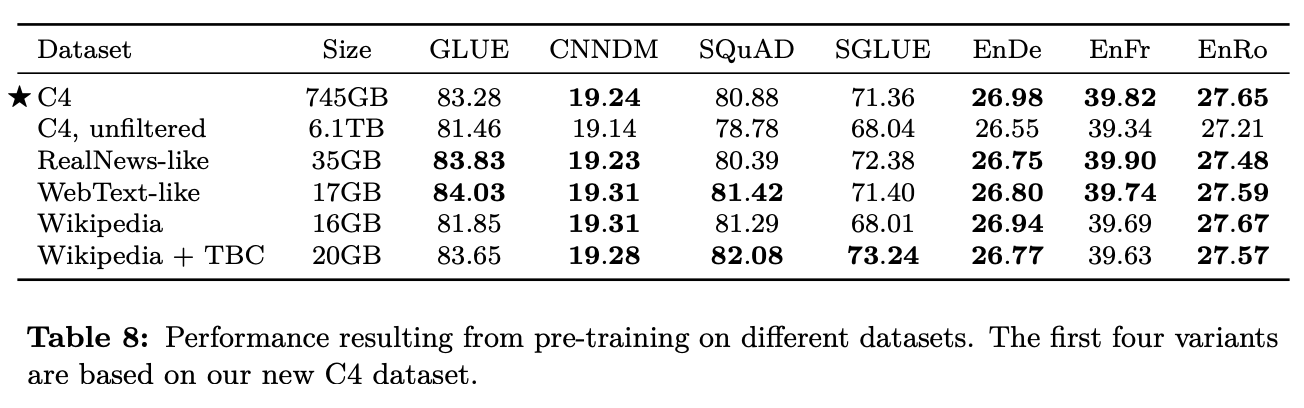 Dataset Size GLUE CNNDM SQuAD SGLUE EnDe EnFr EnRo
★ C4 745GB 83.28 19.24 80.88 71.36 26.98 39.82 27.65
C4, unfiltered 6.1TB 81.46 19.14 78.78 68.04 26.55 39.34 27.21
RealNews-like 35GB 83.83 19.23 80.39 72.38 26.75 39.90 27.48
WebText-like 17GB 84.03 19.31 81.42 71.40 26.80 39.74 27.59
Wikipedia 16GB 81.85 19.31 81.29 68.01 26.94 39.69 27.67
Wikipedia + TBC 20GB 83.65 19.28 82.08 73.24 26.77 39.63 27.57
Table 8: Performance resulting from pre-training on different datasets. The first four variants
are based on our new C4 dataset.